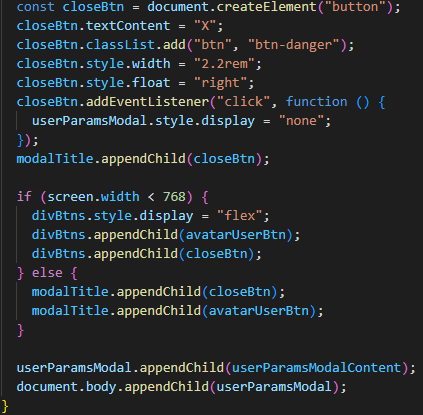 const closeBtn = document.createElement("button");
closeBtn.textContent = "X";
closeBtn.classList.add("btn", "btn-danger");
closeBtn.style.width = "2.2rem";
closeBtn.style.float = "right";
closeBtn.addEventListener("click", function () {
  userParamsModal.style.display = "none";
});
modalTitle.appendChild(closeBtn);

if (screen.width < 768) {
  divBtns.style.display = "flex";
  divBtns.appendChild(avatarUserBtn);
  divBtns.appendChild(closeBtn);
} else {
  modalTitle.appendChild(closeBtn);
  modalTitle.appendChild(avatarUserBtn);
}

userParamsModal.appendChild(userParamsModalContent);
document.body.appendChild(userParamsModal);
}